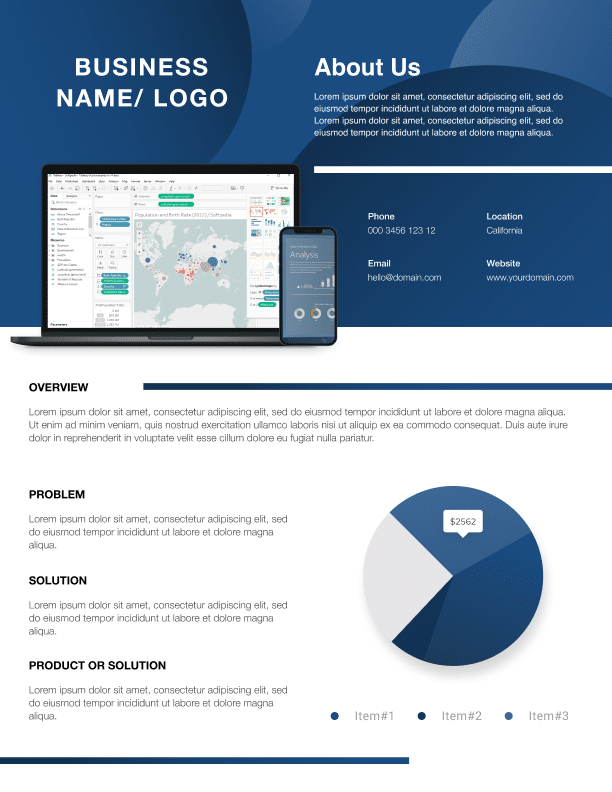 BUSINESS
NAME/ LOGO
About Us
Lorem ipsum dolor sit amet, consectetur adipiscing elit, sed do
eiusmod tempor incididunt ut labore et dolore magna aliqua.
Lorem ipsum dolor sit amet, consectetur adipiscing elit, sed do
eiusmod tempor incididunt ut labore et dolore magna aliqua.
Population and Birth Rate (2012) / Softpedia
Analysis
Phone
000 3456 123 12
Location
California
Email
hello@domain.com
Website
www.yourdomain.com
OVERVIEW
Lorem ipsum dolor sit amet, consectetur adipiscing elit, sed do eiusmod tempor incididunt ut labore et dolore magna aliqua.
Ut enim ad minim veniam, quis nostrud exercitation ullamco laboris nisi ut aliquip ex ea commodo consequat. Duis aute irure
dolor in reprehenderit in voluptate velit esse cillum dolore eu fugiat nulla pariatur.
PROBLEM
Lorem ipsum dolor sit amet, consectetur adipiscing elit, sed
do eiusmod tempor incididunt ut labore et dolore magna
aliqua.
$2562
SOLUTION
Lorem ipsum dolor sit amet, consectetur adipiscing elit, sed
do eiusmod tempor incididunt ut labore et dolore magna
aliqua.
PRODUCT OR SOLUTION
Lorem ipsum dolor sit amet, consectetur adipiscing elit, sed
do eiusmod tempor incididunt ut labore et dolore magna
aliqua.
Item#1
Item#2
Item#3